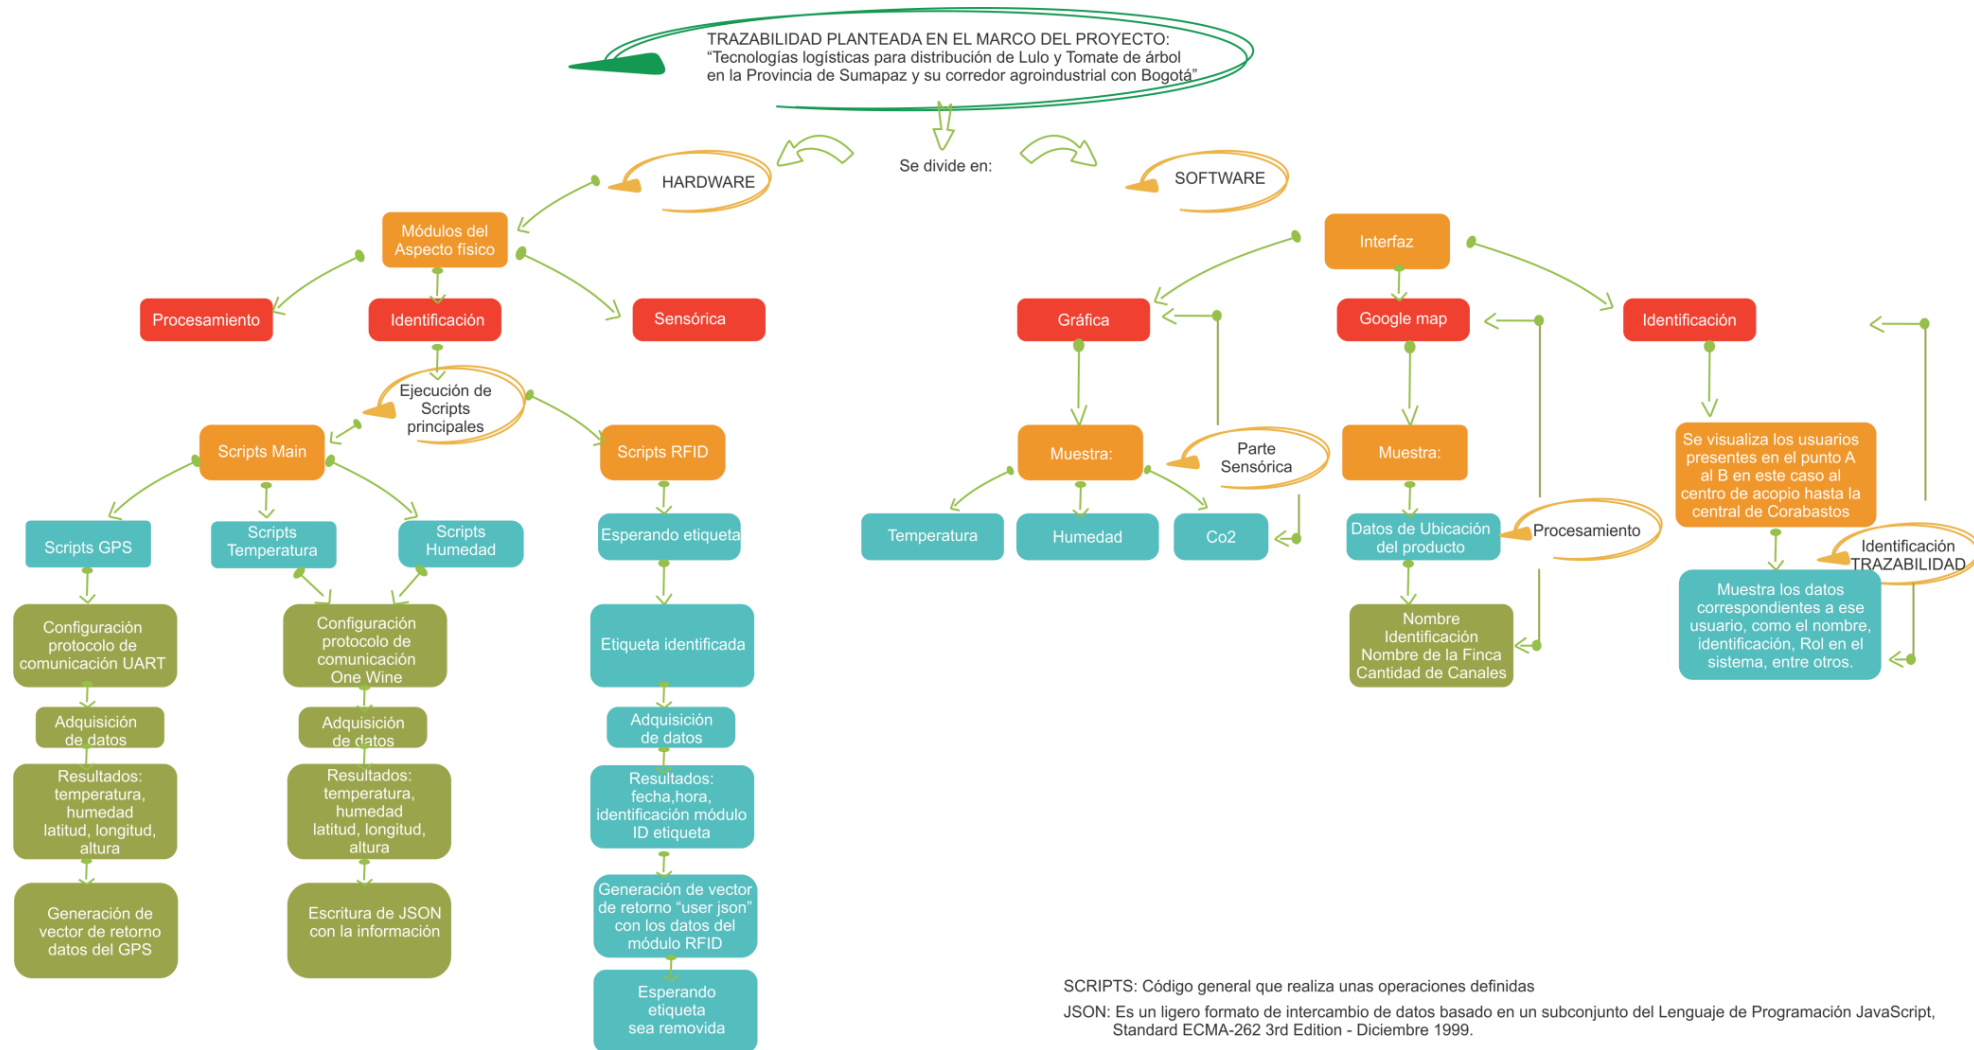 TRAZABILIDAD PLANTEADA EN EL MARCO DEL PROYECTO:
“Tecnologías logísticas para distribución de Lulo y Tomate de árbol
en la Provincia de Sumapaz y su corredor agroindustrial con Bogotá”
Se divide en:
HARDWARE
SOFTWARE
Módulos del
Aspecto físico
Interfaz
Procesamiento
Identificación
Sensórica
Gráfica
Google map
Identificación
Ejecución de
Scripts
principales
Scripts Main
Scripts RFID
Muestra:
Parte
Sensórica
Muestra:
Se visualiza los usuarios
presentes en el punto A
al B en este caso al
centro de acopio hasta la
central de Corabastos
Scripts GPS
Scripts
Temperatura
Scripts
Humedad
Esperando etiqueta
Temperatura
Humedad
Co2
Datos de Ubicación
del producto
Procesamiento
Identificación
TRAZABILIDAD
Configuración
protocolo de
comunicación UART
Configuración
protocolo de
comunicación
One Wine
Etiqueta identificada
Nombre
Identificación
Nombre de la Finca
Cantidad de Canales
Muestra los datos
correspondientes a ese
usuario, como el nombre,
identificación, Rol en el
sistema, entre otros.
Adquisición
de datos
Adquisición
de datos
Adquisición
de datos
Resultados:
temperatura,
humedad
latitud, longitud,
altura
Resultados:
temperatura,
humedad
latitud, longitud,
altura
Resultados:
fecha,hora,
identificación módulo
ID etiqueta
Generación de
vector de retorno
datos del GPS
Escritura de JSON
con la información
Generación de vector
de retorno “user json”
con los datos del
módulo RFID
Esperando
etiqueta
sea removida
SCRIPTS: Código general que realiza unas operaciones definidas
JSON: Es un ligero formato de intercambio de datos basado en un subconjunto del Lenguaje de Programación JavaScript,
Standard ECMA-262 3rd Edition - Diciembre 1999.